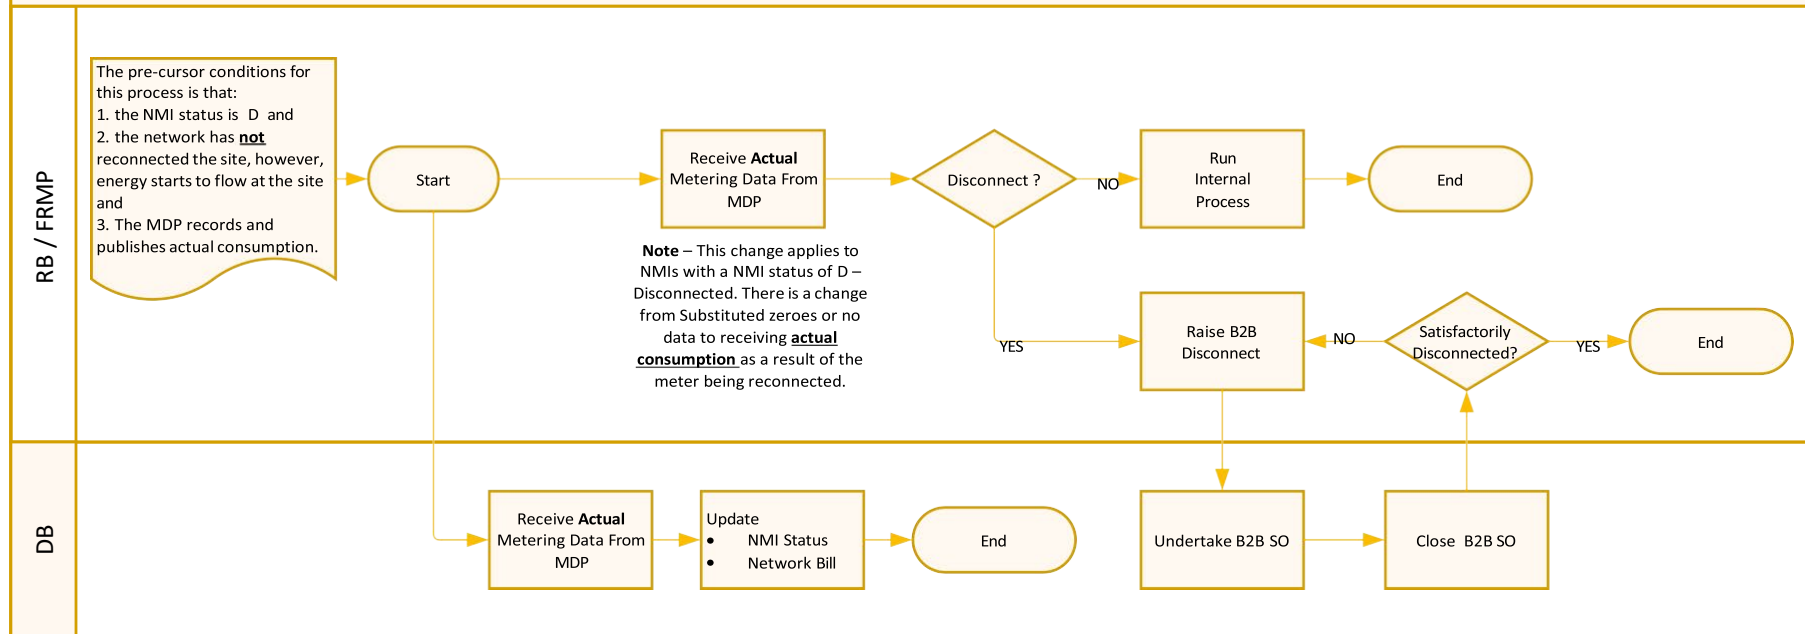 RB / FRMP
The pre-cursor conditions for
this process is that:
1. the NMI status is D and
2. the network has not
reconnected the site, however,
energy starts to flow at the site
and
3. The MDP records and
publishes actual consumption.
Start
Receive Actual
Metering Data From
MDP
Disconnect ?
NO
Run
Internal
Process
End
Note – This change applies to
NMIs with a NMI status of D –
Disconnected. There is a change
from Substituted zeroes or no
data to receiving actual
consumption as a result of the
meter being reconnected.
YES
Raise B2B
Disconnect
NO
Satisfactorily
Disconnected?
YES
End
DB
Receive Actual
Metering Data From
MDP
Update
• NMI Status
• Network Bill
End
Undertake B2B SO
Close B2B SO